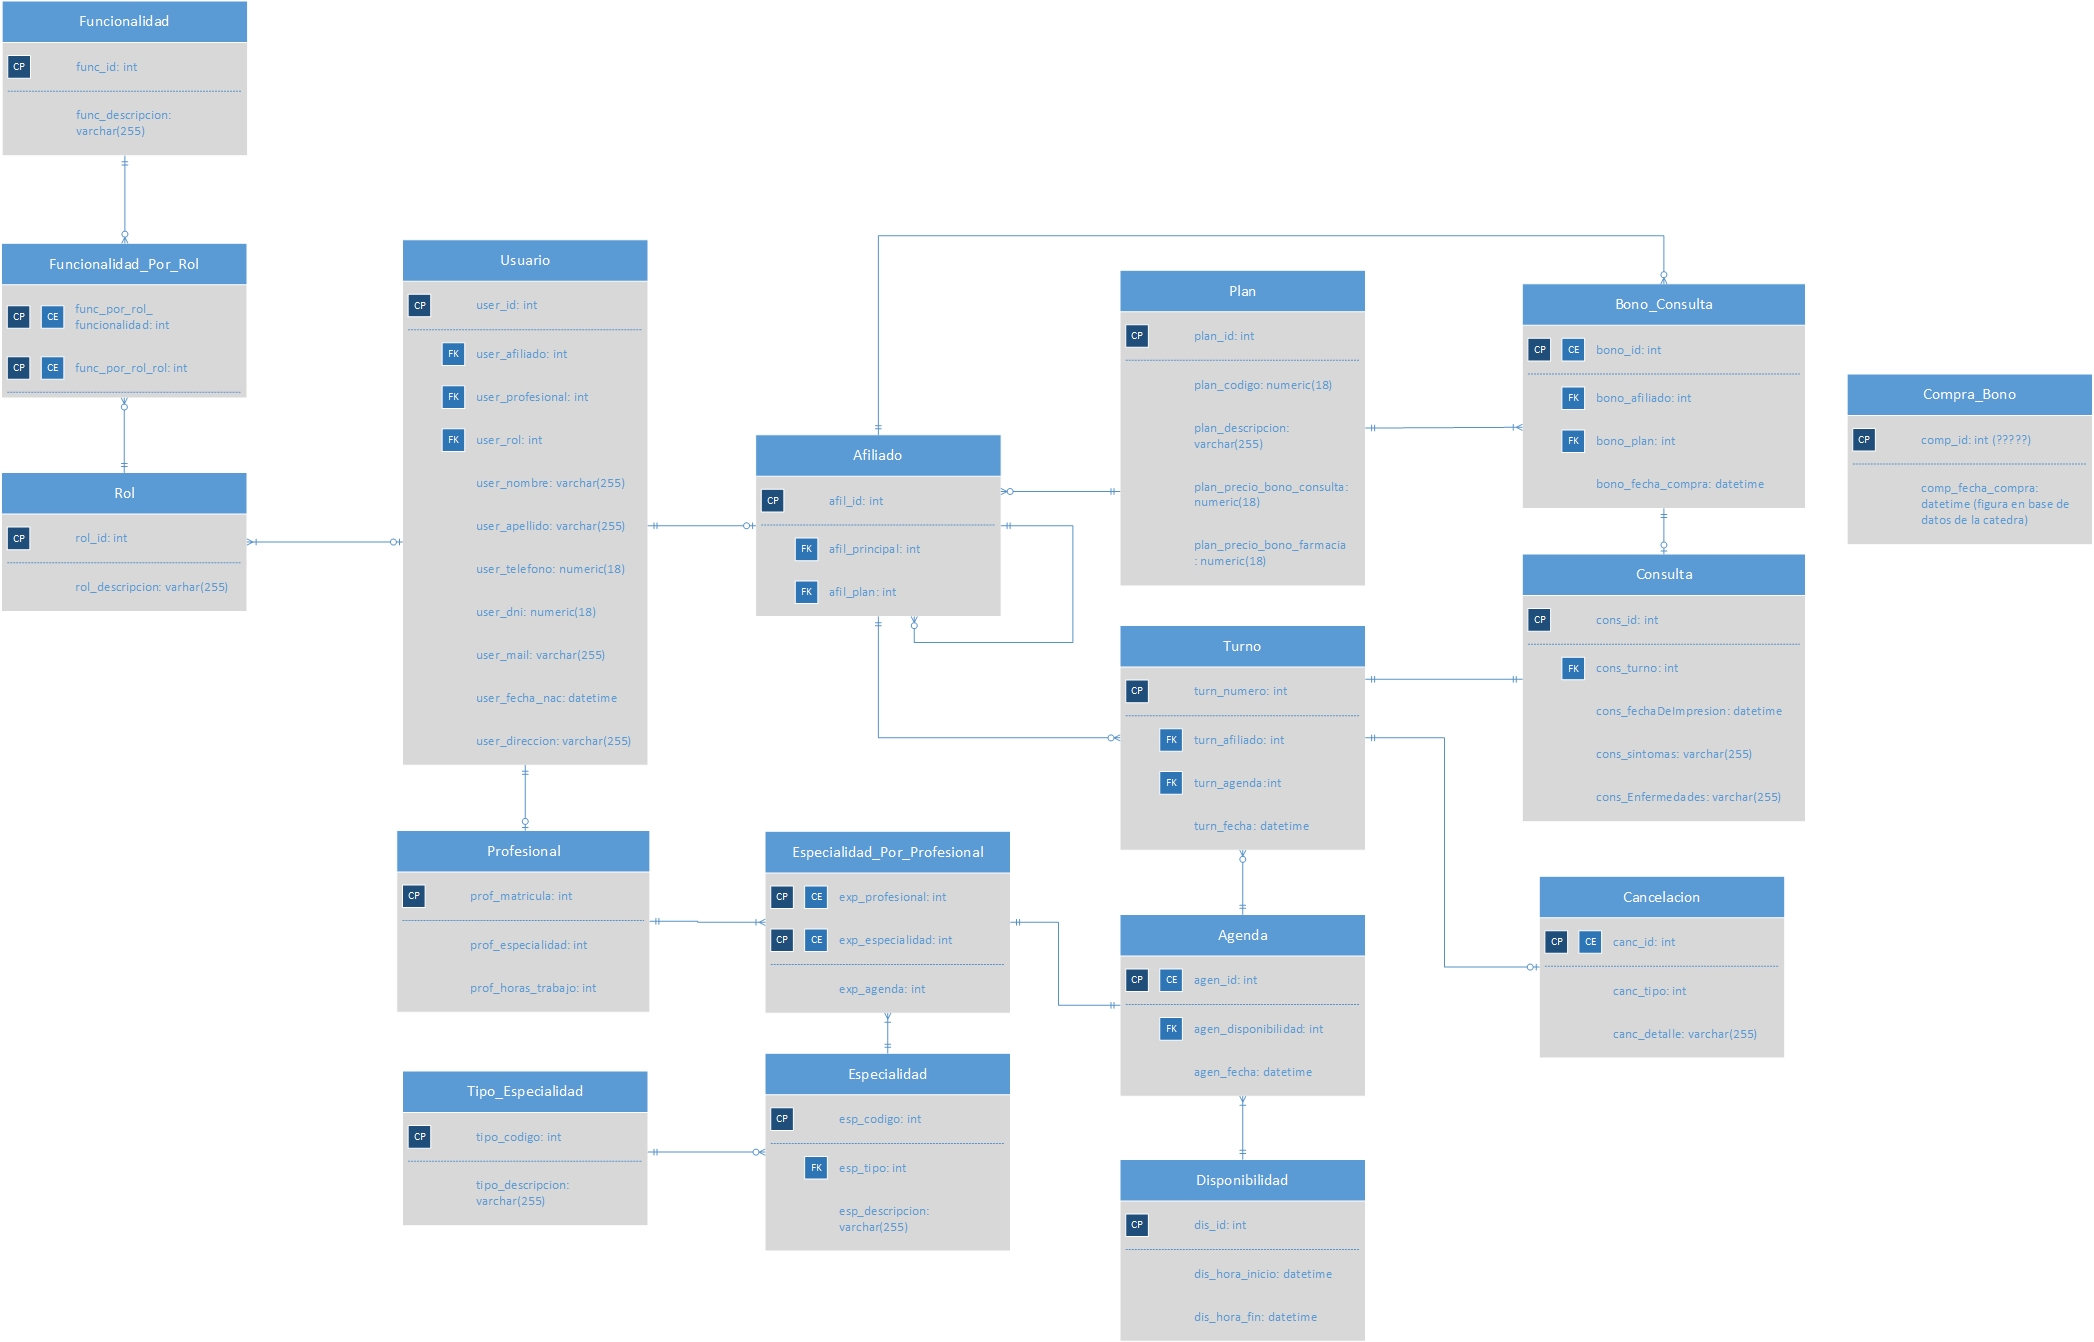 Funcionalidad
CP
func_id: int
func_descripcion:
varchar(255)
Funcionalidad_Por_Rol
CP CE func_por_rol_
funcionalidad: int
CP CE func_por_rol_rol: int
Rol
CP rol_id: int
rol_descripcion: varhar(255)
Usuario
CP user_id: int
FK user_afiliado: int
FK user_profesional: int
FK user_rol: int
user_nombre: varchar(255)
user_apellido: varchar(255)
user_telefono: numeric(18)
user_dni: numeric(18)
user_mail: varchar(255)
user_fecha_nac: datetime
user_direccion: varchar(255)
Profesional
CP prof_matricula: int
prof_especialidad: int
prof_horas_trabajo: int
Tipo_Especialidad
CP tipo_codigo: int
tipo_descripcion:
varchar(255)
Afiliado
CP afil_id: int
FK afil_principal: int
FK afil_plan: int
Especialidad_Por_Profesional
CP CE exp_profesional: int
CP CE exp_especialidad: int
exp_agenda: int
Especialidad
CP esp_codigo: int
FK esp_tipo: int
esp_descripcion:
varchar(255)
Plan
CP plan_id: int
plan_codigo: numeric(18)
plan_descripcion:
varchar(255)
plan_precio_bono_consulta:
numeric(18)
plan_precio_bono_farmacia
: numeric(18)
Turno
CP turn_numero: int
FK turn_afiliado: int
FK turn_agenda:int
turn_fecha: datetime
Agenda
CP CE agen_id: int
FK agen_disponibilidad: int
agen_fecha: datetime
Disponibilidad
CP dis_id: int
dis_hora_inicio: datetime
dis_hora_fin: datetime
Bono_Consulta
CP CE bono_id: int
FK bono_afiliado: int
FK bono_plan: int
bono_fecha_compra: datetime
Consulta
CP cons_id: int
FK cons_turno: int
cons_fechaDeImpresion: datetime
cons_sintomas: varchar(255)
cons_Enfermedades: varchar(255)
Cancelacion
CP CE canc_id: int
canc_tipo: int
canc_detalle: varchar(255)
Compra_Bono
CP comp_id: int (?????)
comp_fecha_compra:
datetime (figura en base de
datos de la catedra)